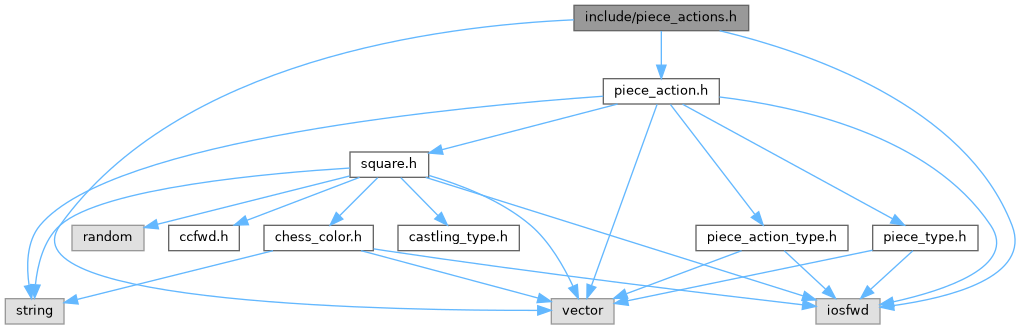 include/piece_actions.h
piece_action.h
square.h
random
ccfwd.h
chess_color.h
castling_type.h
piece_action_type.h
piece_type.h
string
vector
iosfwd